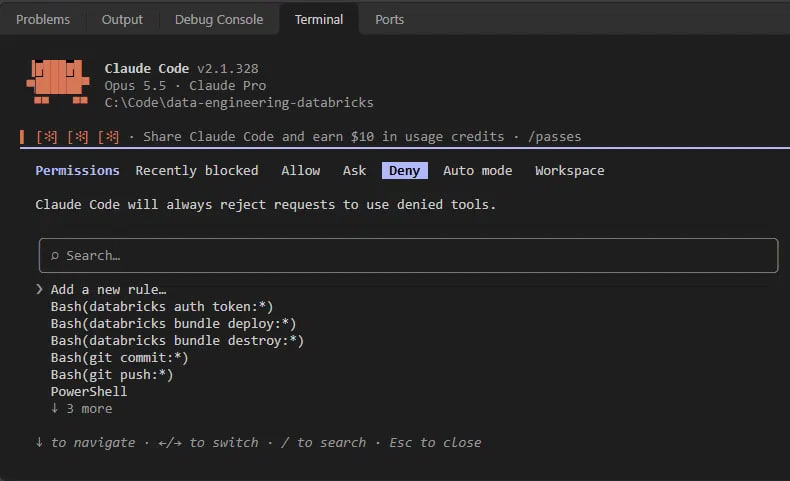 Problems Output Debug Console Terminal Ports
Claude Code v2.1.328
Opus 5.5 · Claude Pro
C:\Code\data-engineering-databricks
[✻] [✻] [✻] · Share Claude Code and earn $10 in usage credits · /passes
Permissions Recently blocked Allow Ask Deny Auto mode Workspace
Claude Code will always reject requests to use denied tools.
⌕ Search…
❯ Add a new rule…
Bash(databricks auth token:*)
Bash(databricks bundle deploy:*)
Bash(databricks bundle destroy:*)
Bash(git commit:*)
Bash(git push:*)
PowerShell
↓ 3 more
↓ to navigate · ←/→ to switch · / to search · Esc to close